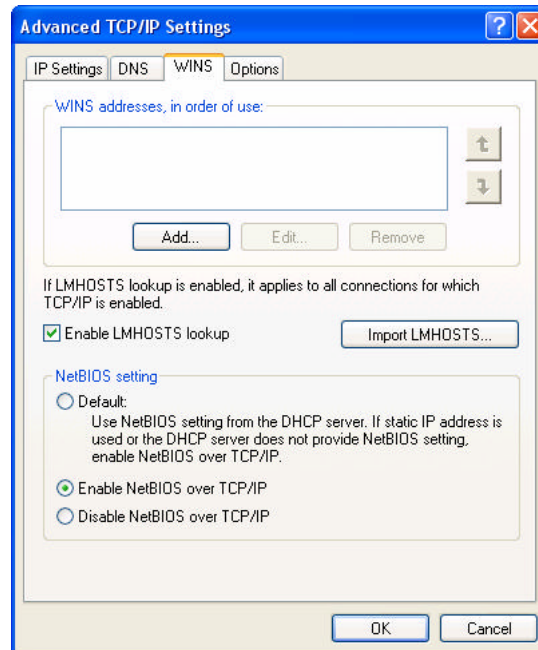 Advanced TCP/IP Settings
IP Settings DNS WINS Options
WINS addresses, in order of use:
Add... Edit... Remove
If LMHOSTS lookup is enabled, it applies to all connections for which
TCP/IP is enabled.
Enable LMHOSTS lookup Import LMHOSTS...
NetBIOS setting
Default:
Use NetBIOS setting from the DHCP server. If static IP address is
used or the DHCP server does not provide NetBIOS setting,
enable NetBIOS over TCP/IP.
Enable NetBIOS over TCP/IP
Disable NetBIOS over TCP/IP
OK Cancel